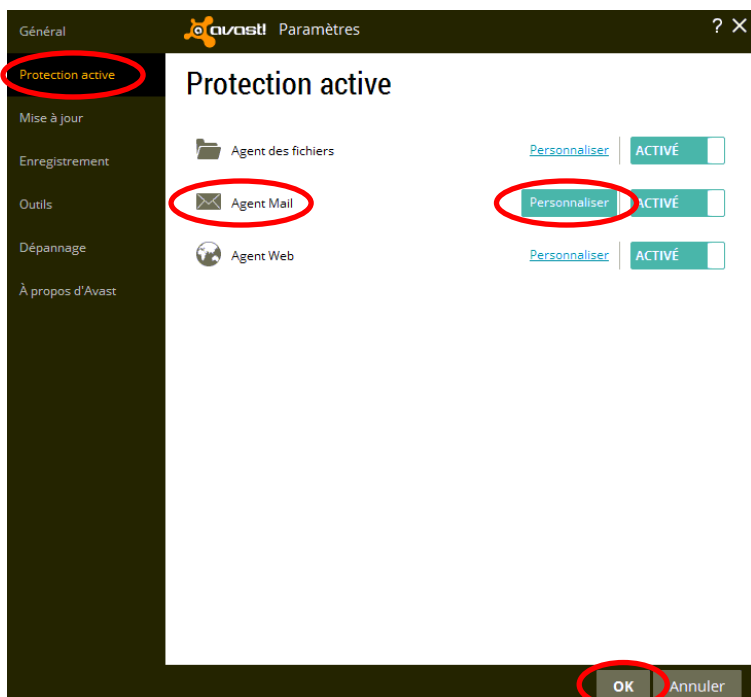 Général
avast! Paramètres
? ×
Protection active
Mise à jour
Enregistrement
Outils
Dépannage
À propos d'Avast
Protection active
Agent des fichiers Personnaliser ACTIVÉ
Agent Mail Personnaliser ACTIVÉ
Agent Web Personnaliser ACTIVÉ
OK Annuler